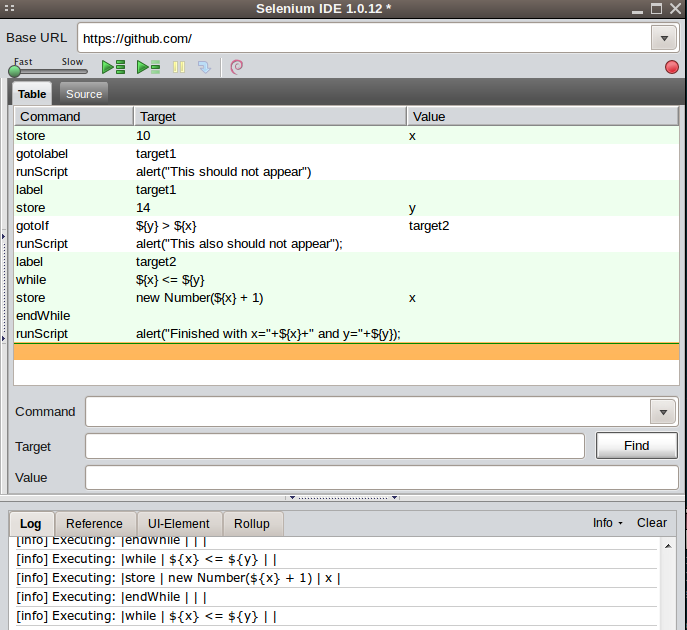 Selenium IDE 1.0.12 *
Base URL https://github.com/
Fast Slow
Table Source
Command Target Value
store 10 x
gotolabel target1
runScript alert("This should not appear")
label target1
store 14 y
gotoIf ${y} > ${x} target2
runScript alert("This also should not appear");
label target2
while ${x} <= ${y}
store new Number(${x} + 1) x
endWhile
runScript alert("Finished with x="+${x}+" and y="+${y});
Command
Target Find
Value
Log Reference UI-Element Rollup Info Clear
[info] Executing: |endWhile | | |
[info] Executing: |while | ${x} <= ${y} | |
[info] Executing: |store | new Number(${x} + 1) | x |
[info] Executing: |endWhile | | |
[info] Executing: |while | ${x} <= ${y} | |